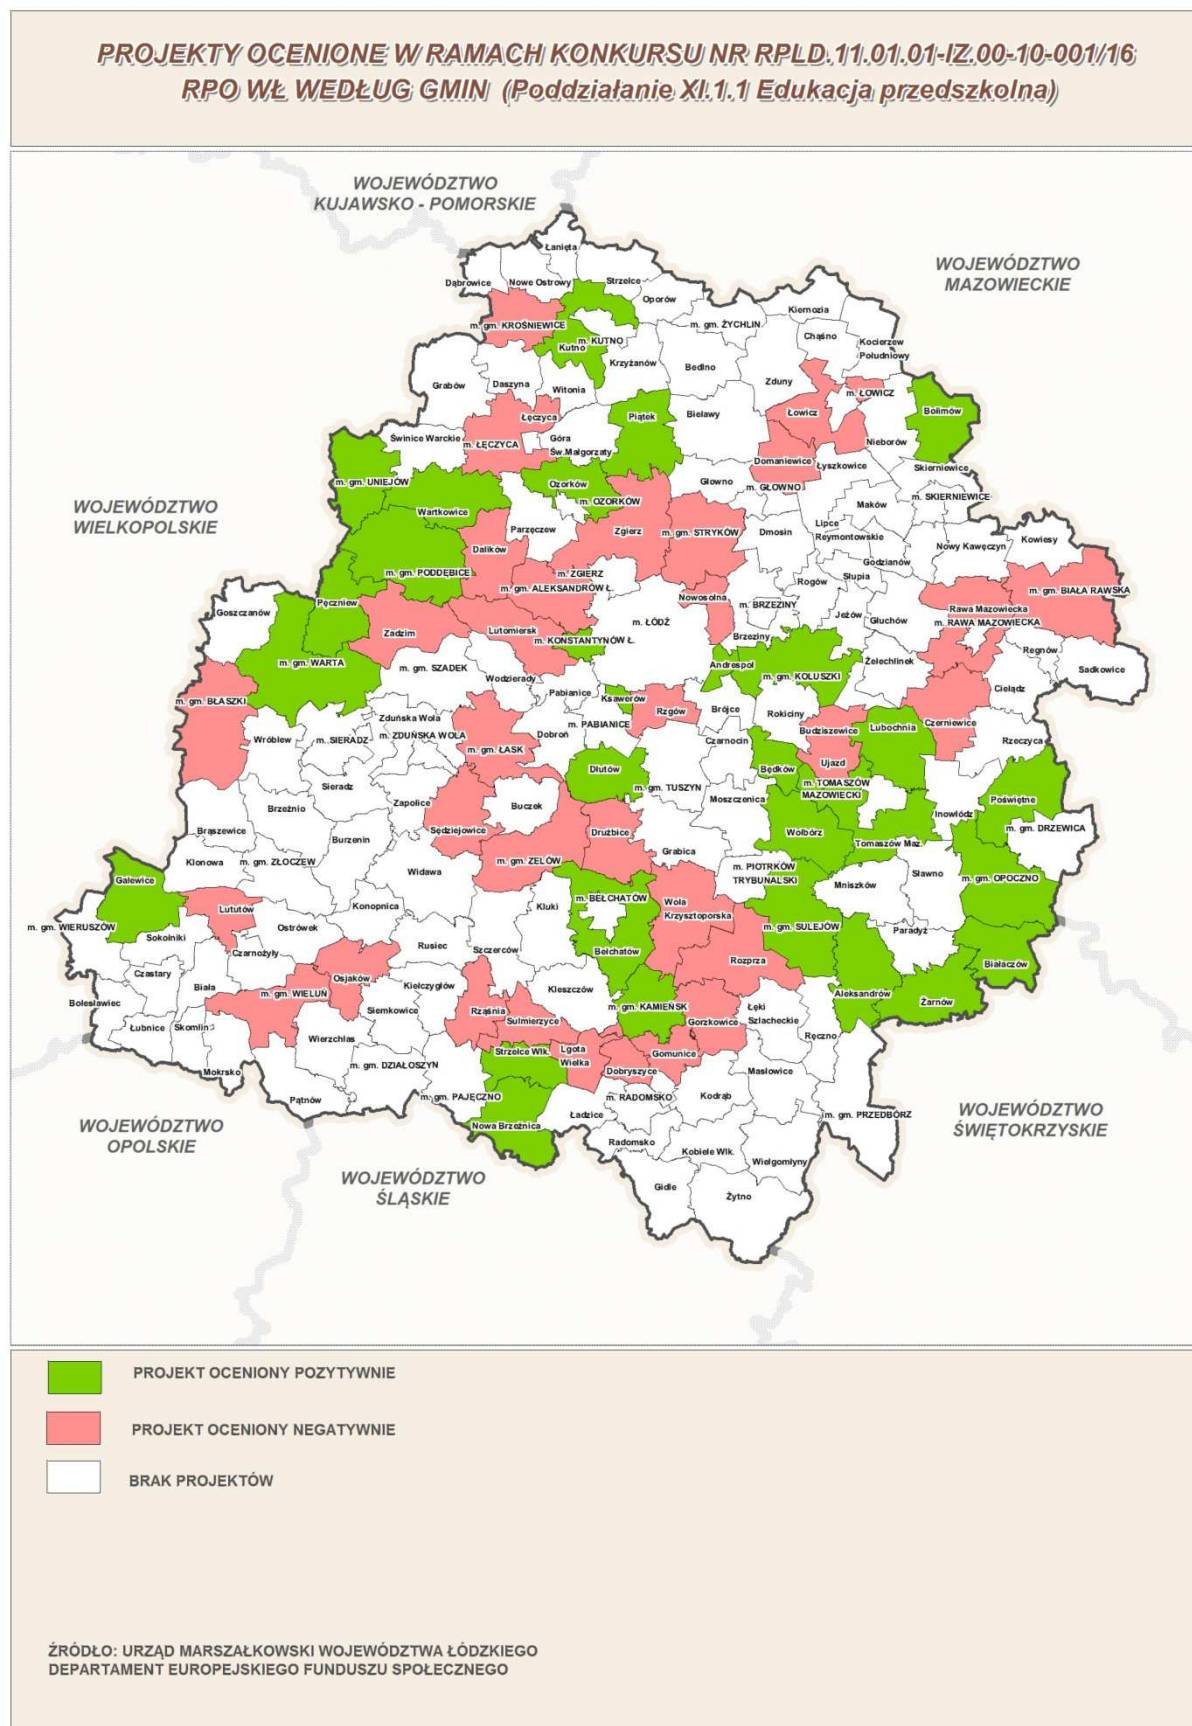 PROJEKTY OCENIONE W RAMACH KONKURSU NR RPLD.11.01.01-IZ.00-10-001/16
RPO WŁ WEDŁUG GMIN (Poddziałanie XI.1.1 Edukacja przedszkolna)
WOJEWÓDZTWO
KUJAWSKO - POMORSKIE
WOJEWÓDZTWO
MAZOWIECKIE
WOJEWÓDZTWO
WIELKOPOLSKIE
WOJEWÓDZTWO
OPOLSKIE
WOJEWÓDZTWO
ŚLĄSKIE
WOJEWÓDZTWO
ŚWIĘTOKRZYSKIE
Łanięta
Dąbrowice
Nowe Ostrowy
Strzelce
Oporów
m. gm. KROŚNIEWICE
m. KUTNO
Kutno
m. gm. ŻYCHLIN
Kiernozia
Chąśno
Kocierzew
Południowy
Krzyżanów
Bedlno
Zduny
Grabów
Daszyna
Witonia
m. ŁOWICZ
Łowicz
Bolimów
Łęczyca
Piątek
Bielawy
Świnice Warckie
m. ŁĘCZYCA
Góra
Św.Małgorzaty
Nieborów
Domaniewice
Łyszkowice
Skierniewice
m. gm. UNIEJÓW
Ozorków
m. OZORKÓW
Głowno
m. GŁOWNO
m. SKIERNIEWICE
Wartkowice
Maków
Parzęczew
Zgierz
m. gm. STRYKÓW
Dmosin
Lipce
Reymontowskie
Kowiesy
Nowy Kawęczyn
Dalików
Godzianów
m. gm. PODDĘBICE
m. ZGIERZ
m. gm. ALEKSANDRÓW Ł.
Rogów
Słupia
m. gm. BIAŁA RAWSKA
Pęczniew
Nowosolna
m. BRZEZINY
Rawa Mazowiecka
Goszczanów
m. ŁÓDŹ
Jeżów
Głuchów
m. RAWA MAZOWIECKA
Zadzim
Lutomiersk
m. KONSTANTYNÓW Ł.
Brzeziny
Regnów
Sadkowice
m. gm. WARTA
m. gm. SZADEK
Wodzierady
Andrespol
m. gm. KOLUSZKI
Żelechlinek
Cielądz
m. gm. BŁASZKI
Pabianice
Ksawerów
Rzgów
Brójce
Rokiciny
Zduńska Wola
m. PABIANICE
Dobroń
Budziszewice
Lubochnia
Czerniewice
Wróblew
m. SIERADZ
m. ZDUŃSKA WOLA
m. gm. ŁASK
Czarnocin
Rzeczyca
Ujazd
Sieradz
Dłutów
Będków
m. TOMASZÓW
MAZOWIECKI
m. gm. TUSZYN
Moszczenica
Zapolice
Buczek
Poświętne
Brzeźnio
Inowłódz
Brąszewice
Burzenin
Sędziejowice
Drużbice
Wolbórz
m. gm. DRZEWICA
Tomaszów Maz.
Grabica
Klonowa
m. gm. ZŁOCZEW
m. gm. ZELÓW
m. PIOTRKÓW
TRYBUNALSKI
Galewice
Widawa
Sławno
m. gm. OPOCZNO
Mniszków
m. BEŁCHATÓW
Kluki
Wola
Krzysztoporska
m. gm. WIERUSZÓW
Lututów
Konopnica
Ostrówek
m. gm. SULEJÓW
Paradyż
Sokolniki
Rusiec
Szczerców
Bełchatów
Rozprza
Białaczów
Czarnożyły
Czastary
Osjaków
Kiełczygłów
Kleszczów
Aleksandrów
Żarnów
Bolesławiec
Biała
m. gm. WIELUŃ
Siemkowice
Rząśnia
Sulmierzyce
m. gm. KAMIEŃSK
Gorzkowice
Łęki
Szlacheckie
Ręczno
Łubnice
Skomlin
Wierzchlas
Strzelce Wlk.
Lgota
Wielka
Gomunice
Dobryszyce
Mokrsko
m. gm. DZIAŁOSZYN
Masłowice
Pątnów
m. gm. PAJĘCZNO
m. RADOMSKO
Kodrąb
m. gm. PRZEDBÓRZ
Nowa Brzeźnica
Ładzice
Radomsko
Kobiele Wlk.
Wielgomłyny
Gidle
Żytno
PROJEKT OCENIONY POZYTYWNIE
PROJEKT OCENIONY NEGATYWNIE
BRAK PROJEKTÓW
ŹRÓDŁO: URZĄD MARSZAŁKOWSKI WOJEWÓDZTWA ŁÓDZKIEGO
DEPARTAMENT EUROPEJSKIEGO FUNDUSZU SPOŁECZNEGO